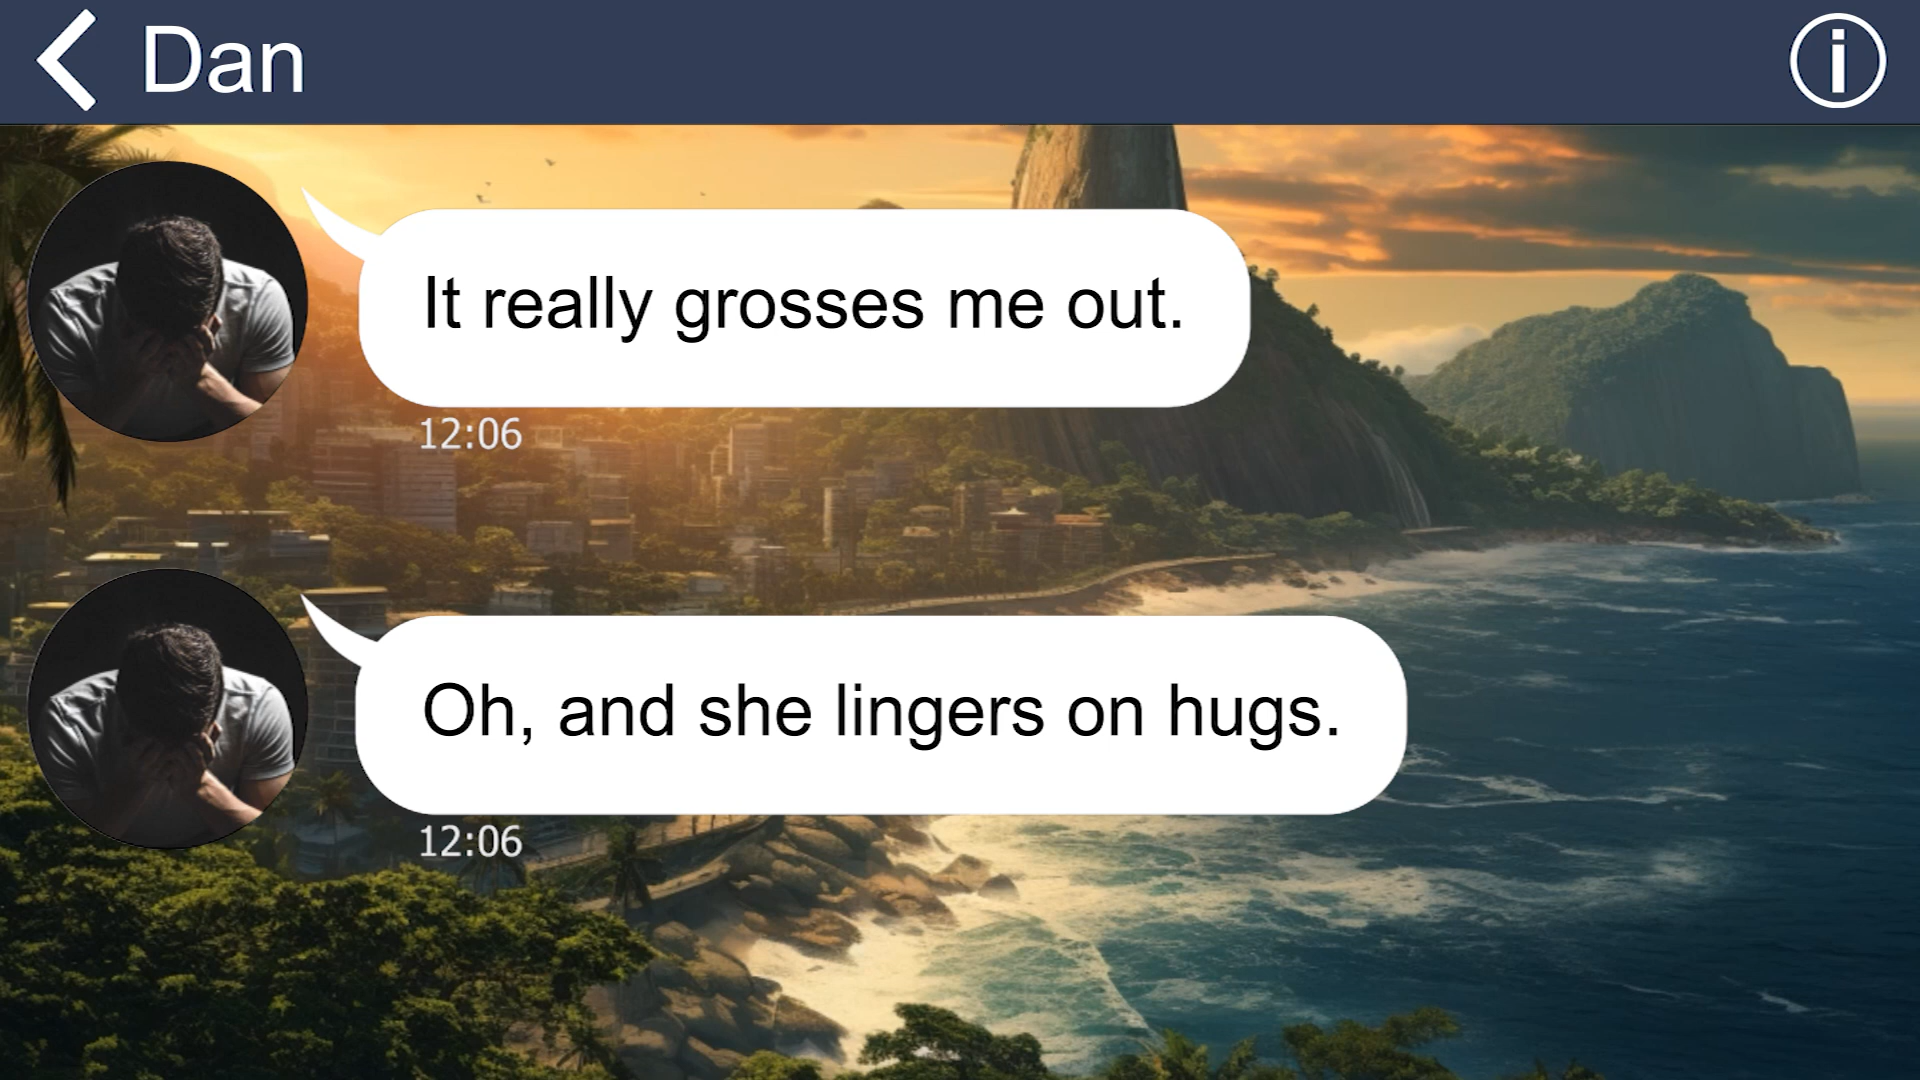 Dan
It really grosses me out.
12:06
Oh, and she lingers on hugs.
12:06